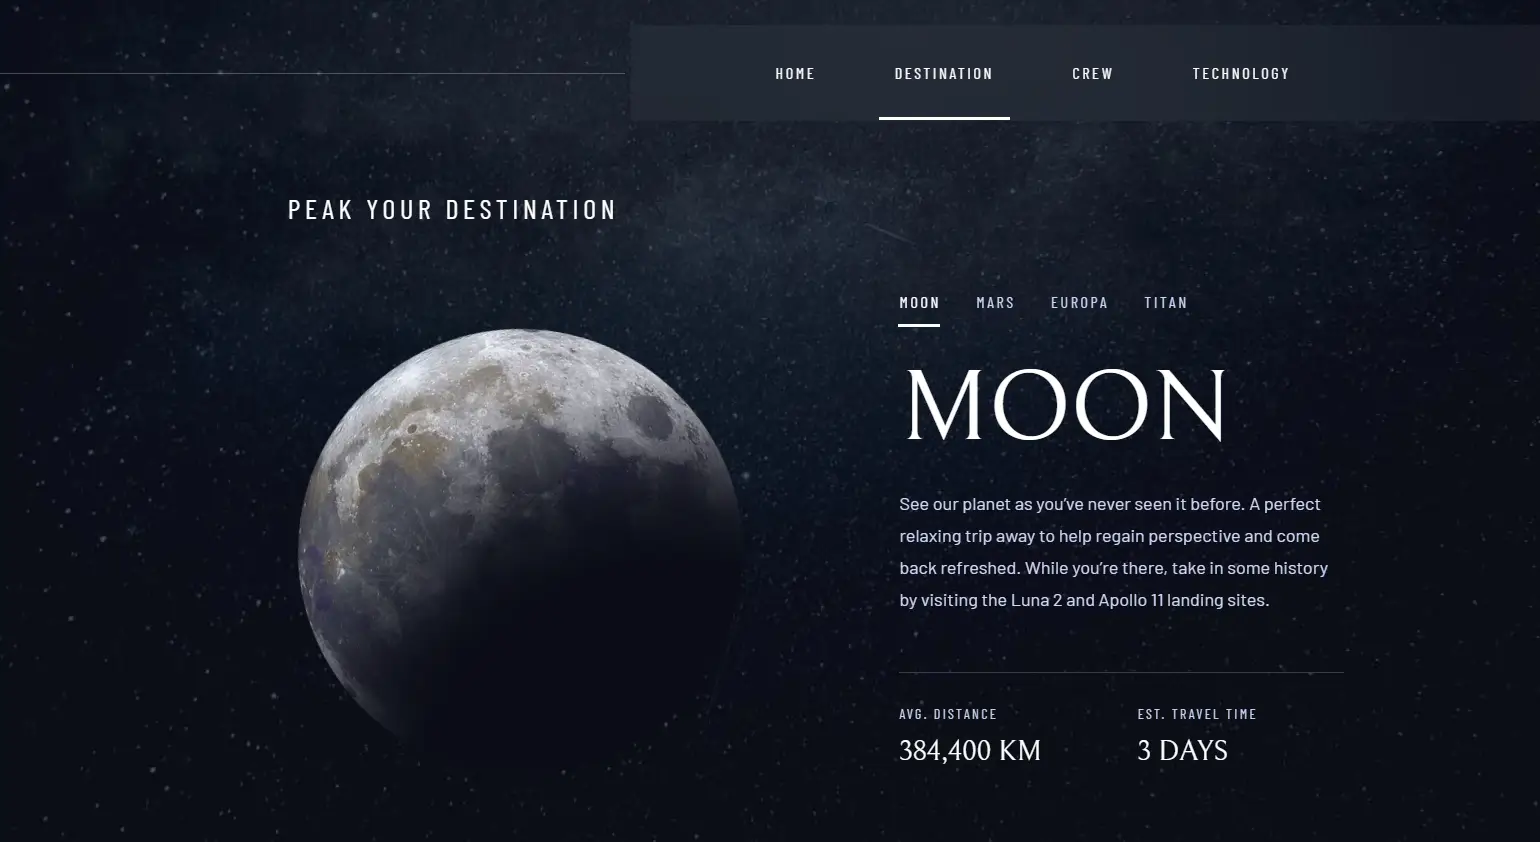 HOME DESTINATION CREW TECHNOLOGY
PEAK YOUR DESTINATION
MOON MARS EUROPA TITAN
MOON
See our planet as you’ve never seen it before. A perfect
relaxing trip away to help regain perspective and come
back refreshed. While you’re there, take in some history
by visiting the Luna 2 and Apollo 11 landing sites.
AVG. DISTANCE EST. TRAVEL TIME
384,400 KM 3 DAYS